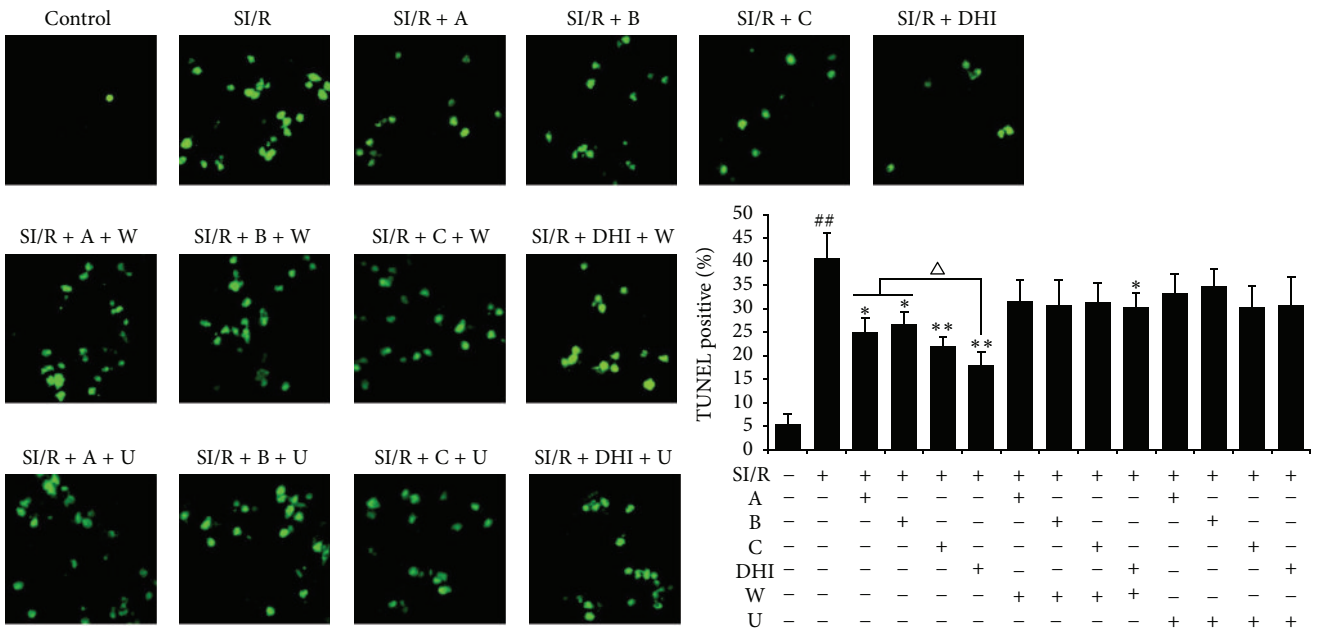 Control SI/R SI/R + A SI/R + B SI/R + C SI/R + DHI
SI/R + A + W SI/R + B + W SI/R + C + W SI/R + DHI + W
SI/R + A + U SI/R + B + U SI/R + C + U SI/R + DHI + U
TUNEL positive (%)
50
45
40
35
30
25
20
15
10
5
0
##
△
* * ** ** *
SI/R − + + + + + + + + + + + + +
A − − + − − − + − − − + − − −
B − − − + − − − + − − − + − −
C − − − − + − − − + − − − + −
DHI − − − − − + − − − + − − − +
W − − − − − − + + + + − − − −
U − − − − − − − − − − + + + +